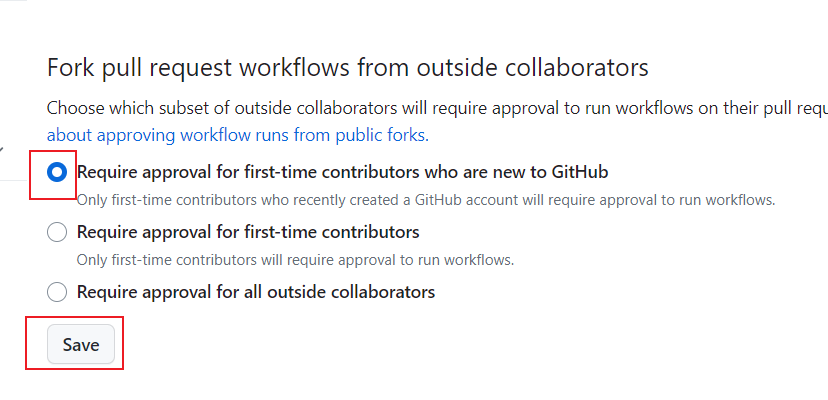 Fork pull request workflows from outside collaborators
Choose which subset of outside collaborators will require approval to run workflows on their pull
about approving workflow runs from public forks.
Require approval for first-time contributors who are new to GitHub
Only first-time contributors who recently created a GitHub account will require approval to run workflows.
Require approval for first-time contributors
Only first-time contributors will require approval to run workflows.
Require approval for all outside collaborators
Save